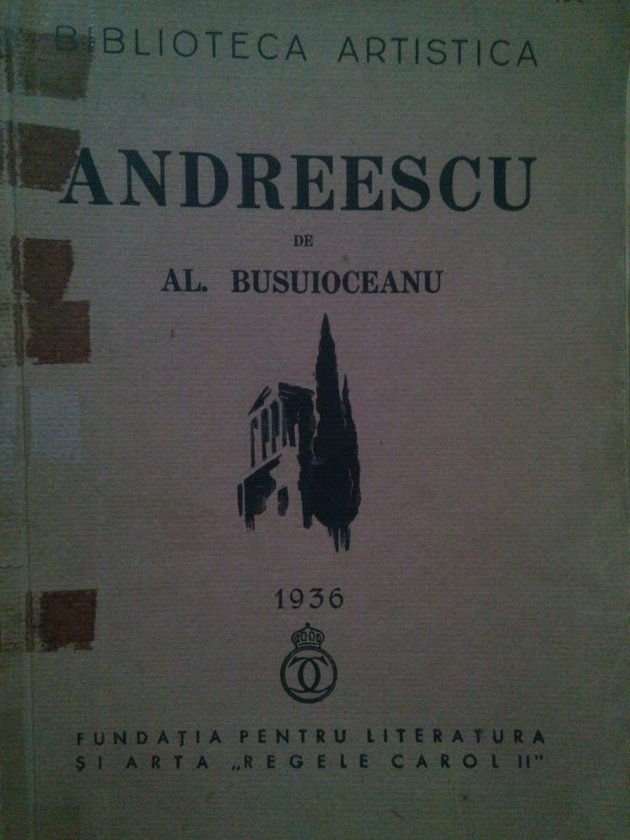 BIBLIOTECA ARTISTICA
ANDREESCU
DE
AL. BUSUIOCEANU
1936
FUNDAȚIA PENTRU LITERATURA
ȘI ARTA „REGELE CAROL II"